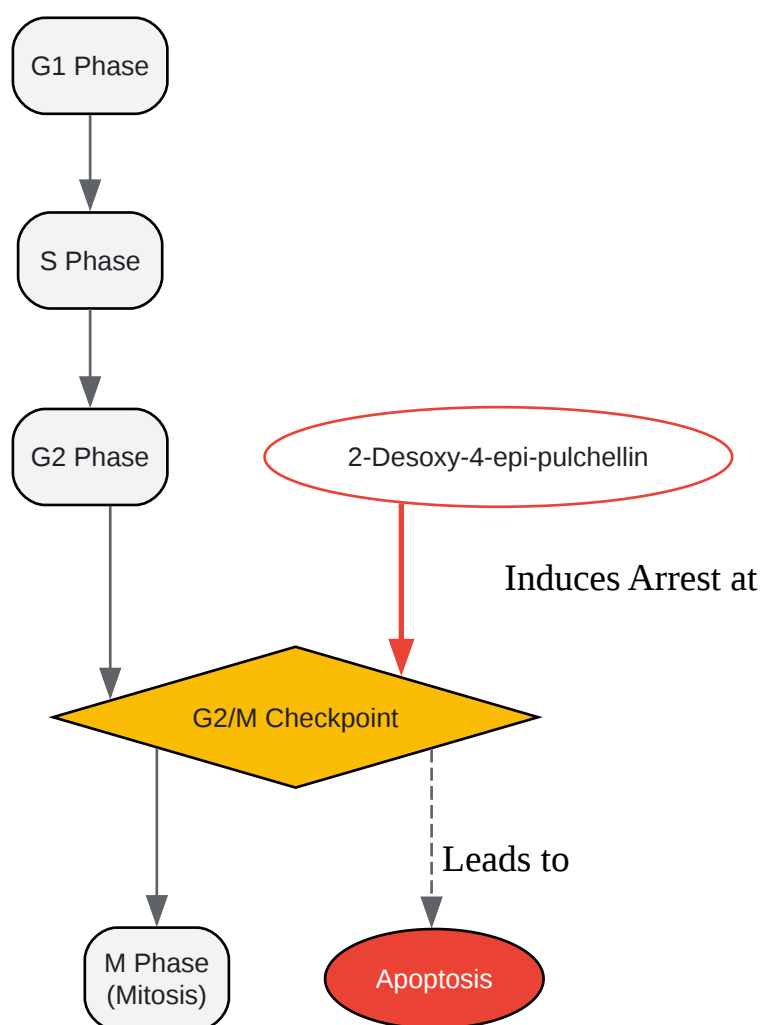 G1 Phase
S Phase
G2 Phase
2-Desoxy-4-epi-pulchellin
Induces Arrest at
G2/M Checkpoint
Leads to
M Phase
(Mitosis)
Apoptosis